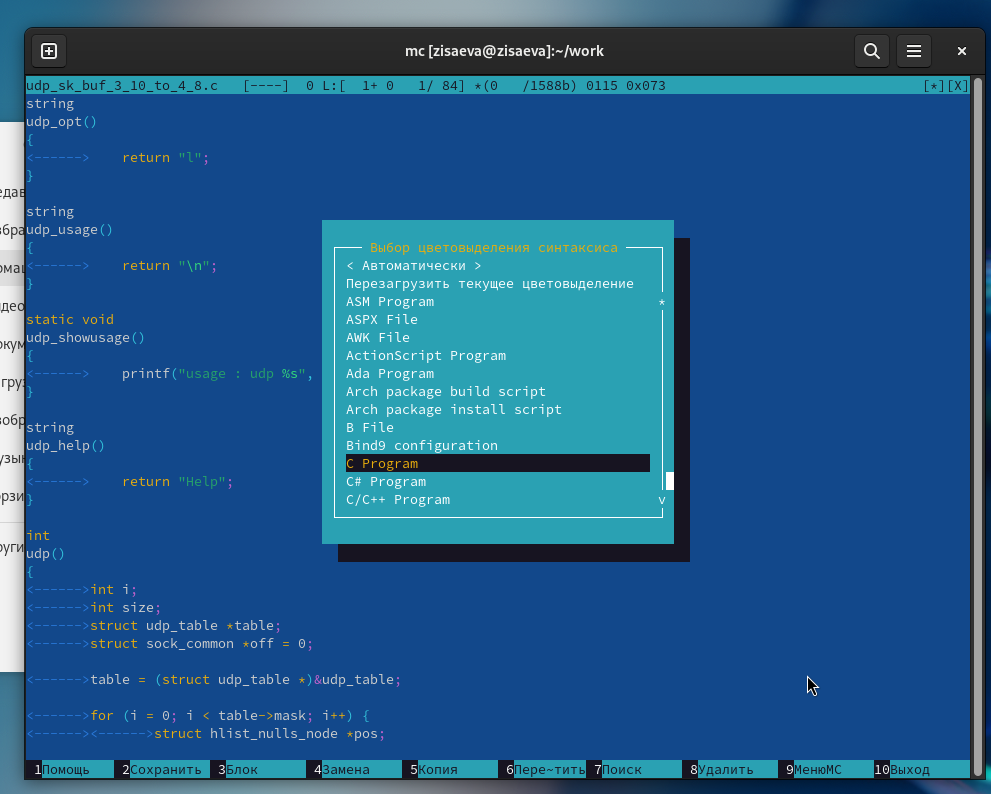 mc [zisaeva@zisaeva]:~/work
udp_sk_buf_3_10_to_4_8.c   [----]  0 L:[  1+ 0   1/ 84] *(0   /1588b) 0115 0x073   [*][X]
string
udp_opt()
{
<------>    return "l";
}
string
udp_usage()
{
<------>    return "\n";
}
static void
udp_showusage()
{
<------>    printf("usage : udp %s",
}
string
udp_help()
{
<------>    return "Help";
}
int
udp()
{
<------>int i;
<------>int size;
<------>struct udp_table *table;
<------>struct sock_common *off = 0;
<------>table = (struct udp_table *)&udp_table;
<------>for (i = 0; i < table->mask; i++) {
<------><------>struct hlist_nulls_node *pos;
Выбор цветовыделения синтаксиса
< Автоматически >
Перезагрузить текущее цветовыделение
ASM Program
ASPX File
AWK File
ActionScript Program
Ada Program
Arch package build script
Arch package install script
B File
Bind9 configuration
C Program
C# Program
C/C++ Program
1Помощь 2Сохранить 3Блок 4Замена 5Копия 6Пере~тить 7Поиск 8Удалить 9МенюMC 10Выход